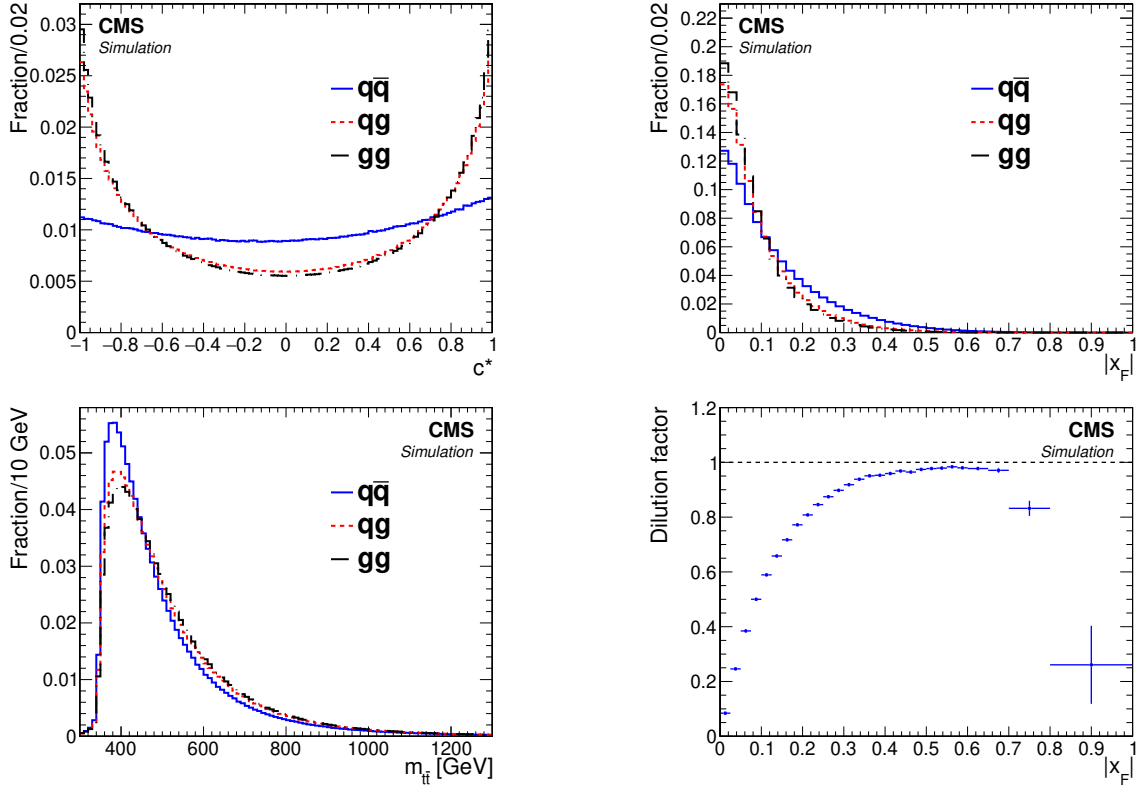 CMS
Simulation
Fraction/0.02
0.03
0.025
0.02
0.015
0.01
0.005
0
qq̅
qg
gg
−1 −0.8 −0.6 −0.4 −0.2 0 0.2 0.4 0.6 0.8 1
c*
CMS
Simulation
Fraction/0.02
0.22
0.2
0.18
0.16
0.14
0.12
0.1
0.08
0.06
0.04
0.02
0
qq̅
qg
gg
0 0.1 0.2 0.3 0.4 0.5 0.6 0.7 0.8 0.9 1
|x_F|
CMS
Simulation
Fraction/10 GeV
0.05
0.04
0.03
0.02
0.01
0
qq̅
qg
gg
400 600 800 1000 1200
m_tt̅ [GeV]
CMS
Simulation
Dilution factor
1.2
1
0.8
0.6
0.4
0.2
0
0 0.1 0.2 0.3 0.4 0.5 0.6 0.7 0.8 0.9 1
|x_F|